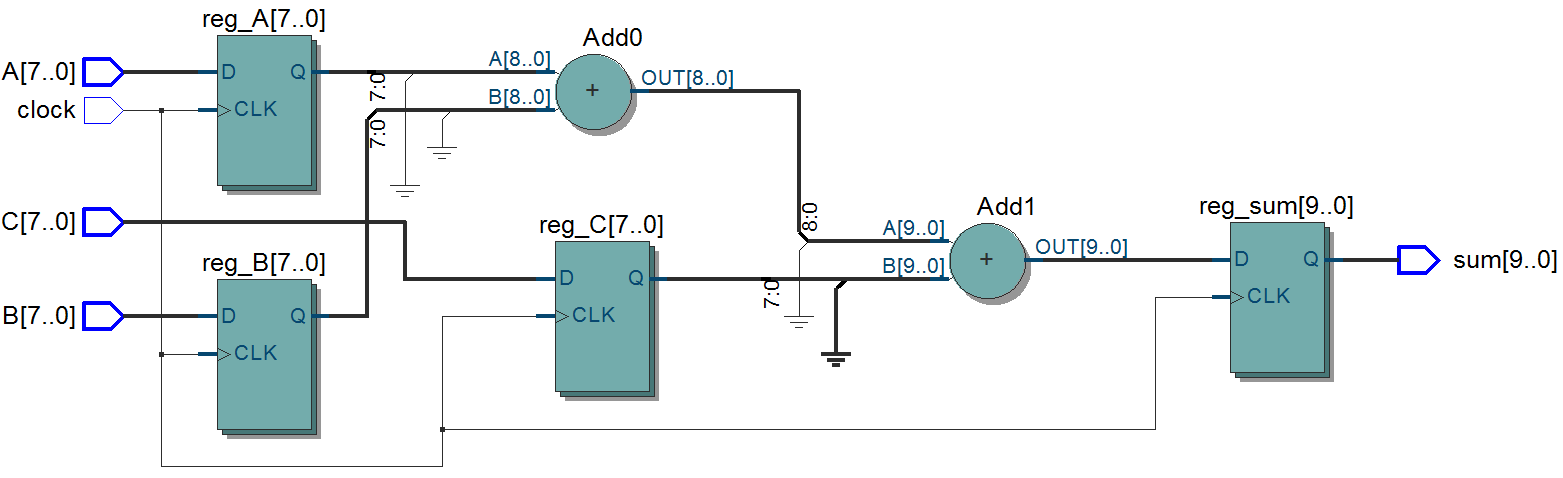 reg_A[7..0]
A[7..0]
D
Q
clock
CLK
7:0
7:0
Add0
A[8..0]
B[8..0]
+
OUT[8..0]
C[7..0]
reg_B[7..0]
B[7..0]
D
Q
CLK
reg_C[7..0]
D
Q
CLK
7:0
8:0
Add1
A[9..0]
B[9..0]
+
OUT[9..0]
reg_sum[9..0]
D
Q
CLK
sum[9..0]